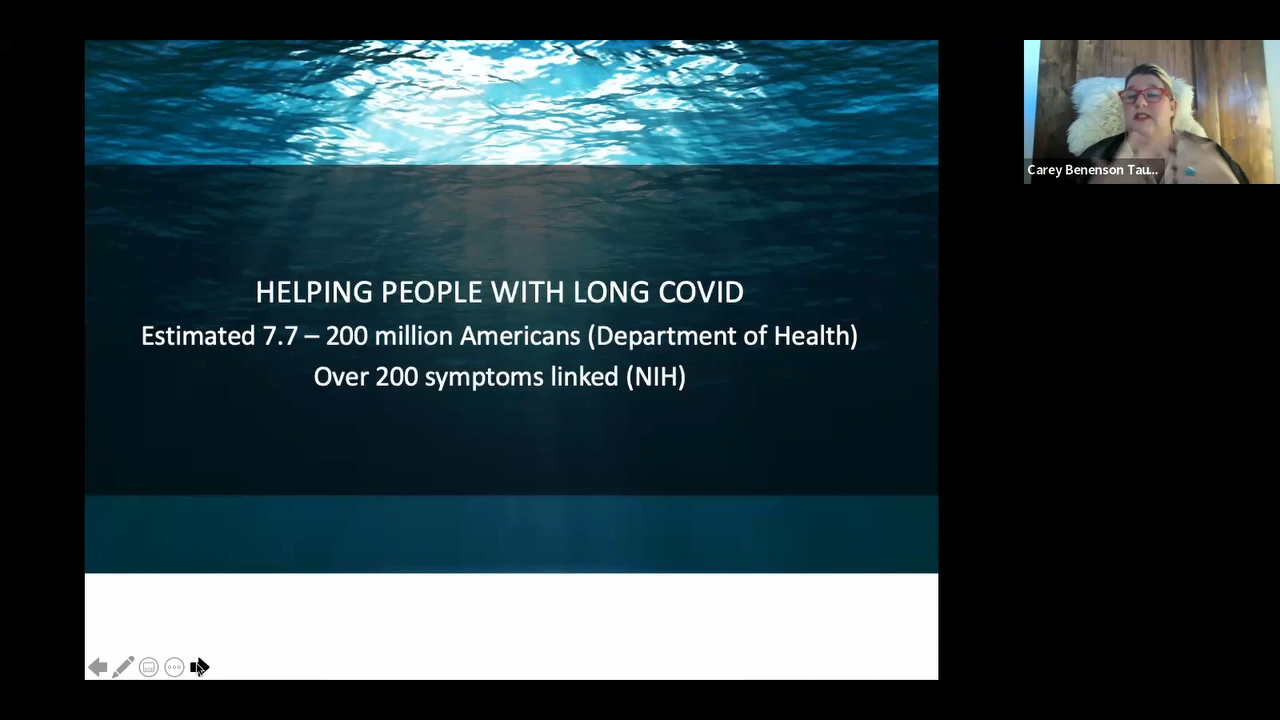 HELPING PEOPLE WITH LONG COVID
Estimated 7.7 – 200 million Americans (Department of Health)
Over 200 symptoms linked (NIH)
Carey Benenson Tau...